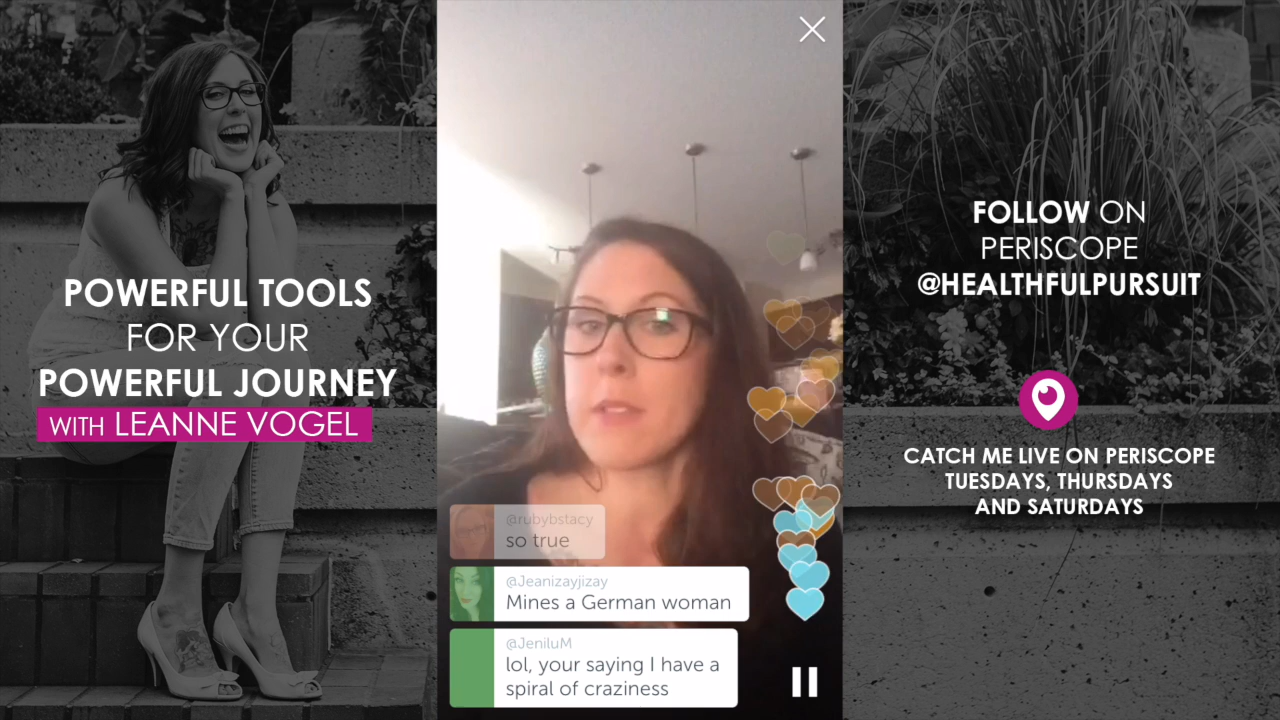 POWERFUL TOOLS
FOR YOUR
POWERFUL JOURNEY
WITH LEANNE VOGEL
@rubybstacy
so true
@Jeanizayjizay
Mines a German woman
@JeniluM
lol, your saying I have a
spiral of craziness
FOLLOW ON
PERISCOPE
@HEALTHFULPURSUIT
CATCH ME LIVE ON PERISCOPE
TUESDAYS, THURSDAYS
AND SATURDAYS